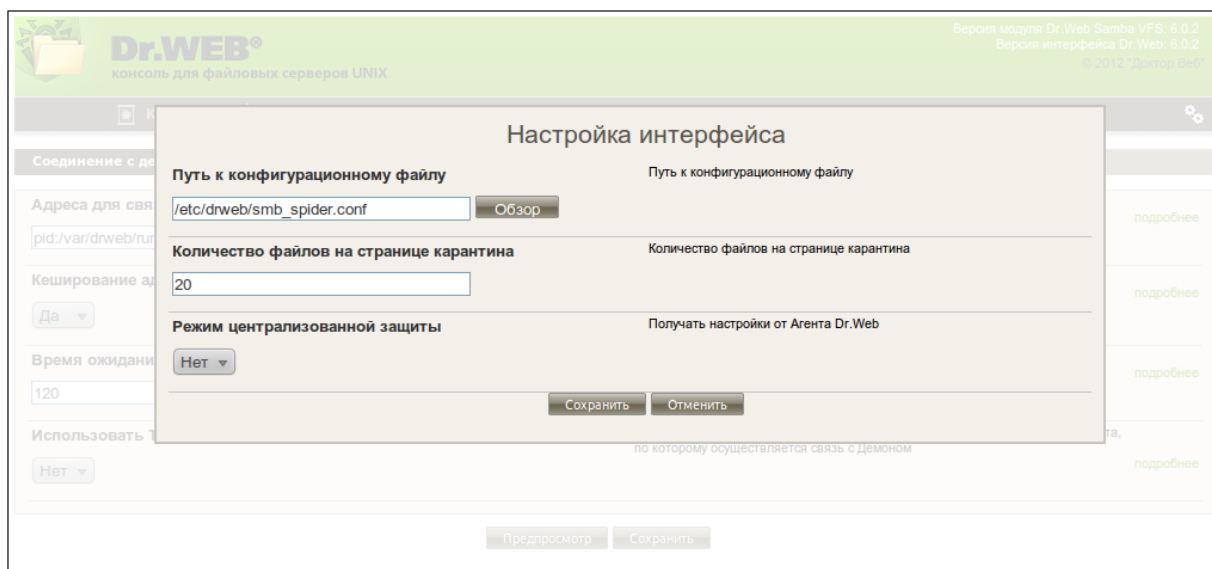 Dr.WEB®
консоль для файловых серверов UNIX
Версия модуля Dr.Web Samba VFS: 6.0.2
Версия интерфейса Dr.Web: 6.0.2
© 2012 "Доктор Веб"
Настройка интерфейса
Путь к конфигурационному файлу
Путь к конфигурационному файлу
/etc/drweb/smb_spider.conf
Обзор
Количество файлов на странице карантина
Количество файлов на странице карантина
20
Режим централизованной защиты
Получать настройки от Агента Dr.Web
Нет
Сохранить Отменить
Соединение с де
Адреса для свя
подробнее
pid:/var/drweb/run
Кеширование ад
подробнее
Да
Время ожидани
подробнее
120
Использовать Т
та,
по которому осуществляется связь с Демоном
Нет
подробнее
Предпросмотр Сохранить